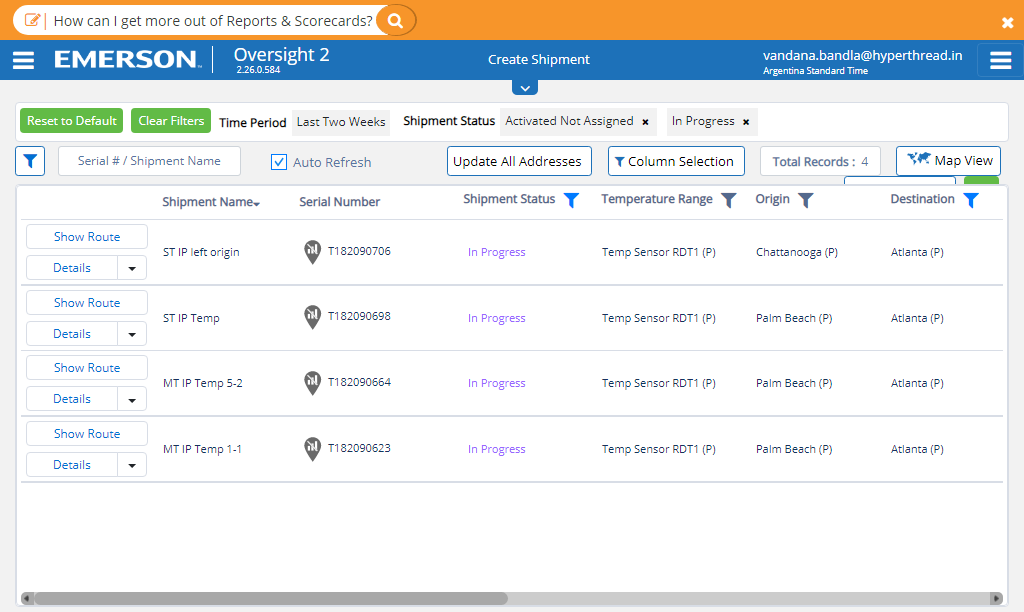 How can I get more out of Reports & Scorecards?
EMERSON
Oversight 2
2.26.0.584
Create Shipment
vandana.bandla@hyperthread.in
Argentina Standard Time
Reset to Default Clear Filters Time Period Last Two Weeks Shipment Status Activated Not Assigned × In Progress ×
Serial # / Shipment Name Auto Refresh Update All Addresses Column Selection Total Records : 4 Map View
Shipment Name Serial Number Shipment Status Temperature Range Origin Destination
Show Route
Details
ST IP left origin T182090706 In Progress Temp Sensor RDT1 (P) Chattanooga (P) Atlanta (P)
Show Route
Details
ST IP Temp T182090698 In Progress Temp Sensor RDT1 (P) Palm Beach (P) Atlanta (P)
Show Route
Details
MT IP Temp 5-2 T182090664 In Progress Temp Sensor RDT1 (P) Palm Beach (P) Atlanta (P)
Show Route
Details
MT IP Temp 1-1 T182090623 In Progress Temp Sensor RDT1 (P) Palm Beach (P) Atlanta (P)